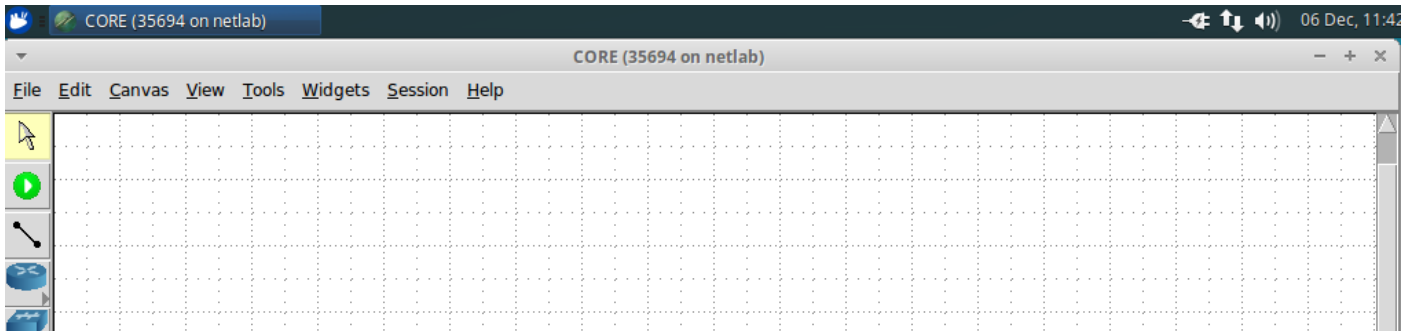 CORE (35694 on netlab)
06 Dec, 11:42
CORE (35694 on netlab)
File Edit Canvas View Tools Widgets Session Help